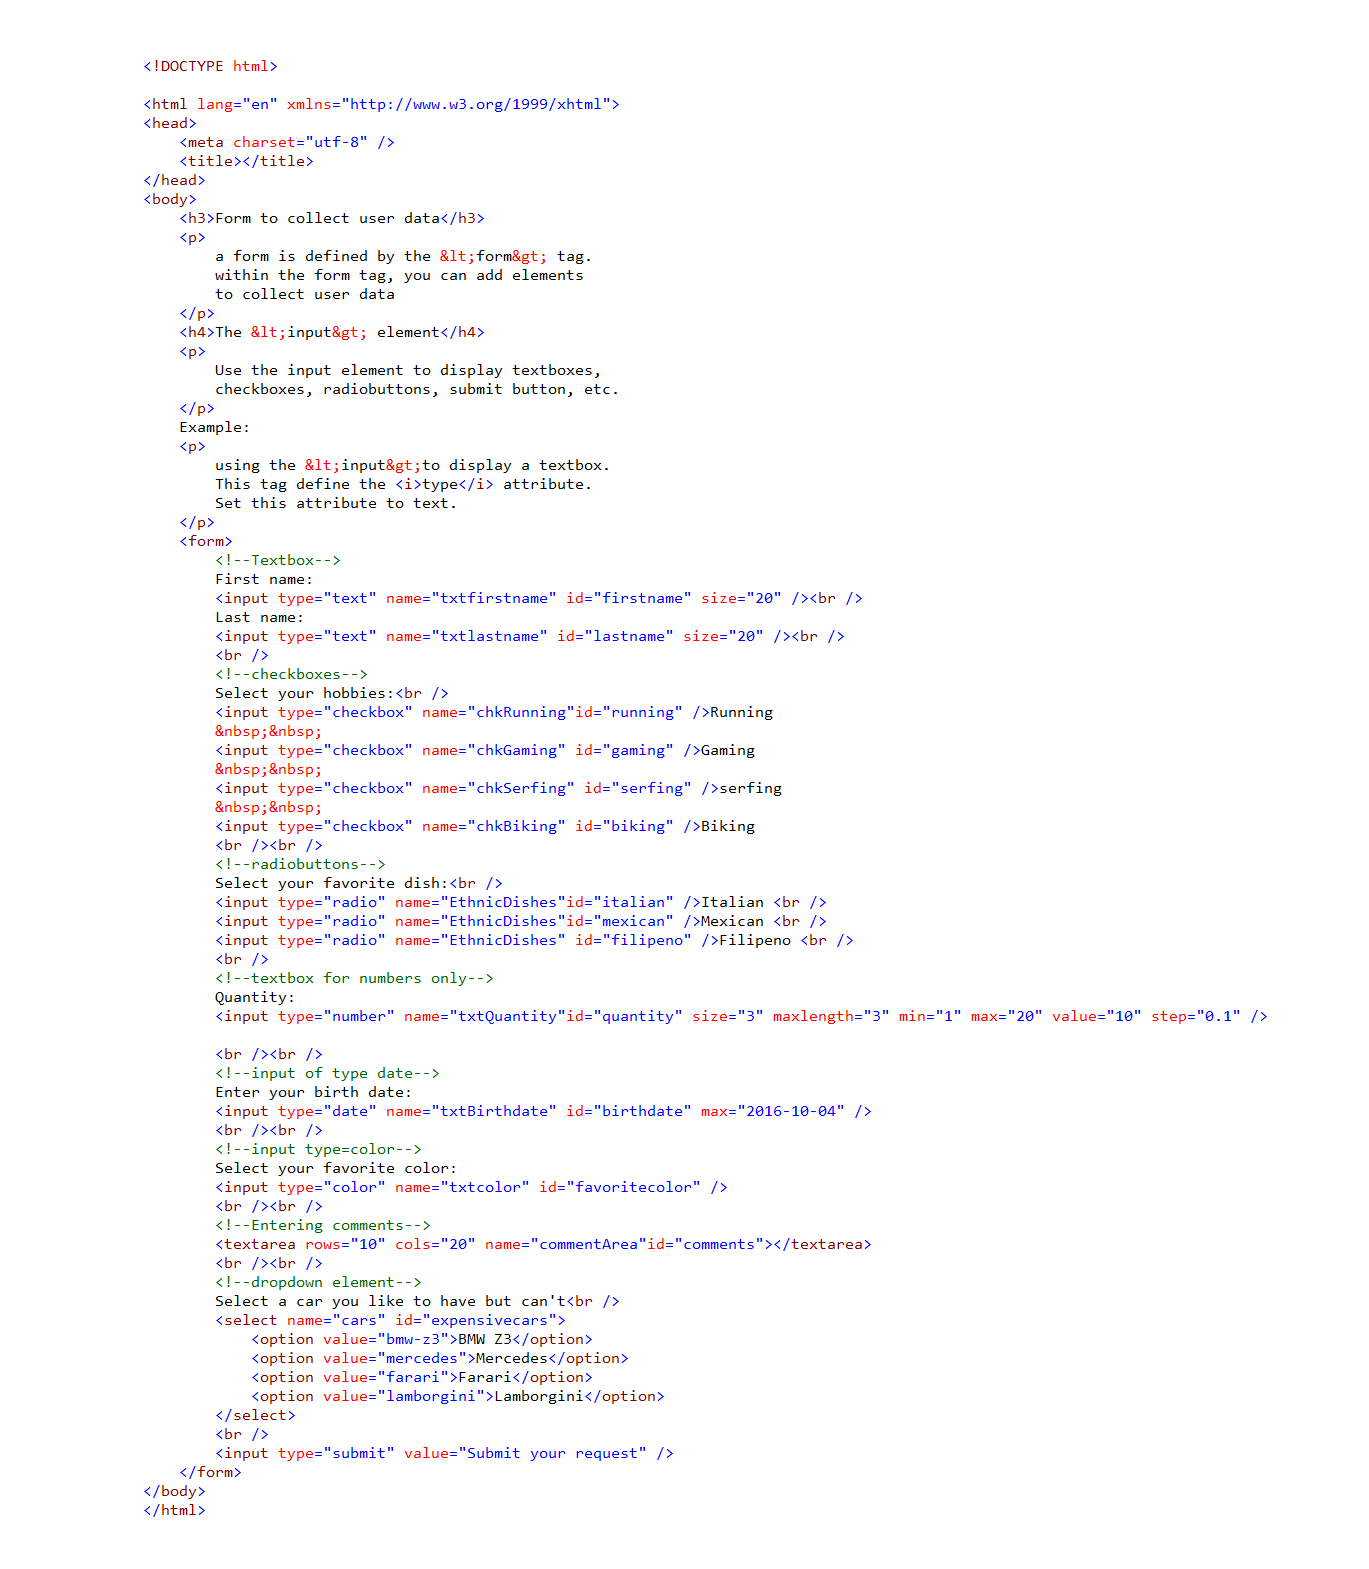 <!DOCTYPE html>
<html lang="en" xmlns="http://www.w3.org/1999/xhtml">
<head>
<meta charset="utf-8" />
<title></title>
</head>
<body>
<h3>Form to collect user data</h3>
<p>
a form is defined by the &lt;form&gt; tag.
within the form tag, you can add elements
to collect user data
</p>
<h4>The &lt;input&gt; element</h4>
<p>
Use the input element to display textboxes,
checkboxes, radiobuttons, submit button, etc.
</p>
Example:
<p>
using the &lt;input&gt;to display a textbox.
This tag define the <i>type</i> attribute.
Set this attribute to text.
</p>
<form>
<!--Textbox-->
First name:
<input type="text" name="txtfirstname" id="firstname" size="20" /><br />
Last name:
<input type="text" name="txtlastname" id="lastname" size="20" /><br />
<br />
<!--checkboxes-->
Select your hobbies:<br />
<input type="checkbox" name="chkRunning"id="running" />Running
&nbsp;&nbsp;
<input type="checkbox" name="chkGaming" id="gaming" />Gaming
&nbsp;&nbsp;
<input type="checkbox" name="chkSerfing" id="serfing" />serfing
&nbsp;&nbsp;
<input type="checkbox" name="chkBiking" id="biking" />Biking
<br /><br />
<!--radiobuttons-->
Select your favorite dish:<br />
<input type="radio" name="EthnicDishes"id="italian" />Italian <br />
<input type="radio" name="EthnicDishes"id="mexican" />Mexican <br />
<input type="radio" name="EthnicDishes" id="filipeno" />Filipeno <br />
<br />
<!--textbox for numbers only-->
Quantity:
<input type="number" name="txtQuantity"id="quantity" size="3" maxlength="3" min="1" max="20" value="10" step="0.1" />
<br /><br />
<!--input of type date-->
Enter your birth date:
<input type="date" name="txtBirthdate" id="birthdate" max="2016-10-04" />
<br /><br />
<!--input type=color-->
Select your favorite color:
<input type="color" name="txtcolor" id="favoritecolor" />
<br /><br />
<!--Entering comments-->
<textarea rows="10" cols="20" name="commentArea"id="comments"></textarea>
<br /><br />
<!--dropdown element-->
Select a car you like to have but can't<br />
<select name="cars" id="expensivecars">
<option value="bmw-z3">BMW Z3</option>
<option value="mercedes">Mercedes</option>
<option value="farari">Farari</option>
<option value="lamborgini">Lamborgini</option>
</select>
<br />
<input type="submit" value="Submit your request" />
</form>
</body>
</html>